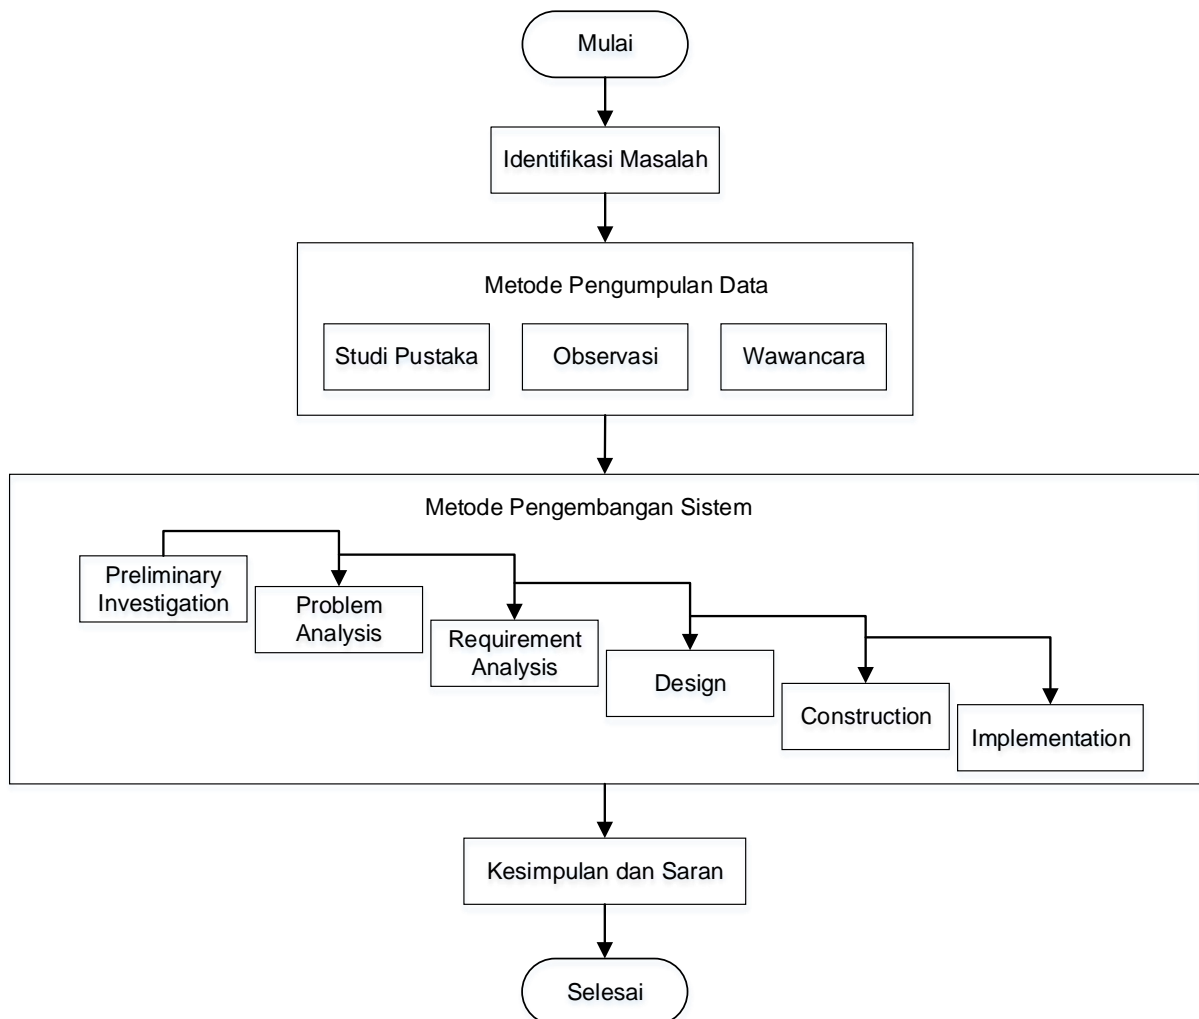 Mulai
Identifikasi Masalah
Metode Pengumpulan Data
Studi Pustaka
Observasi
Wawancara
Metode Pengembangan Sistem
Preliminary
Investigation
Problem
Analysis
Requirement
Analysis
Design
Construction
Implementation
Kesimpulan dan Saran
Selesai